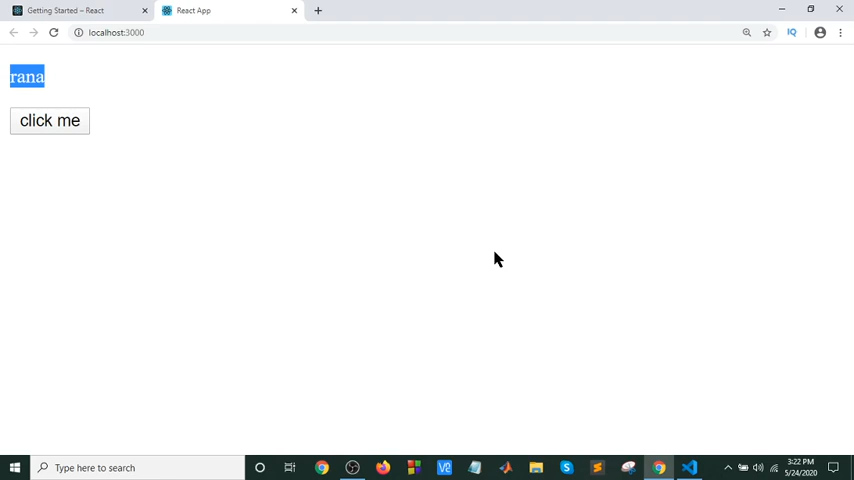 Getting Started – React
React App
localhost:3000
IQ
rana
click me
Type here to search
3:22 PM
5/24/2020